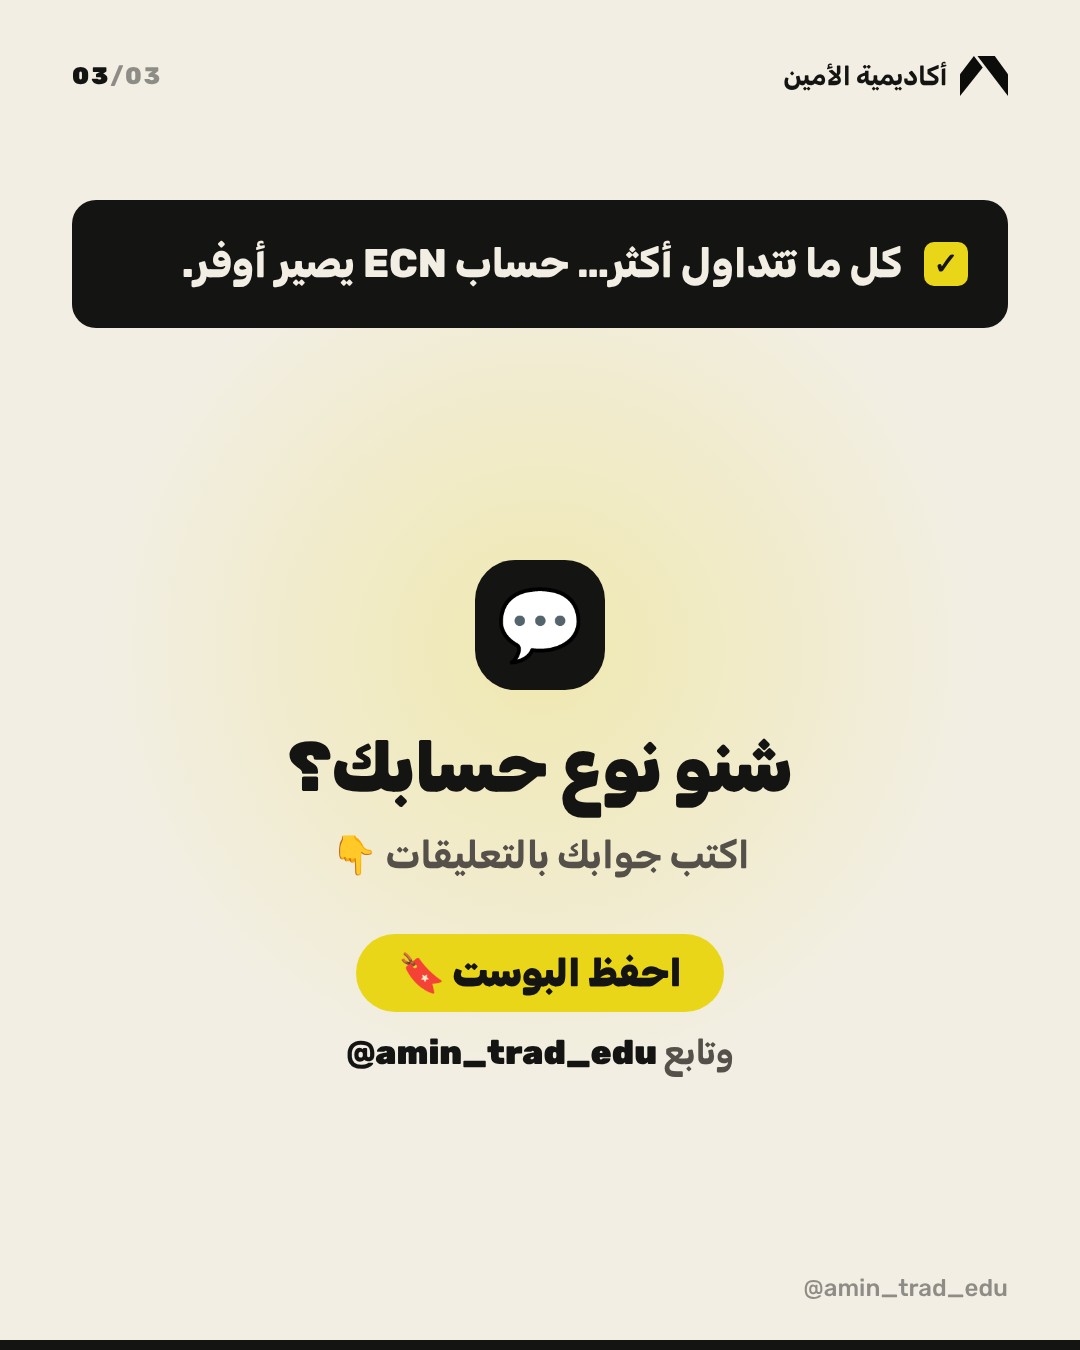 أكاديمية الأمين
03/03
✓ كل ما تتداول أكثر... حساب ECN يصير أوفر.
شنو نوع حسابك؟
اكتب جوابك بالتعليقات 👇
احفظ البوست 🔖
وتابع @amin_trad_edu
@amin_trad_edu